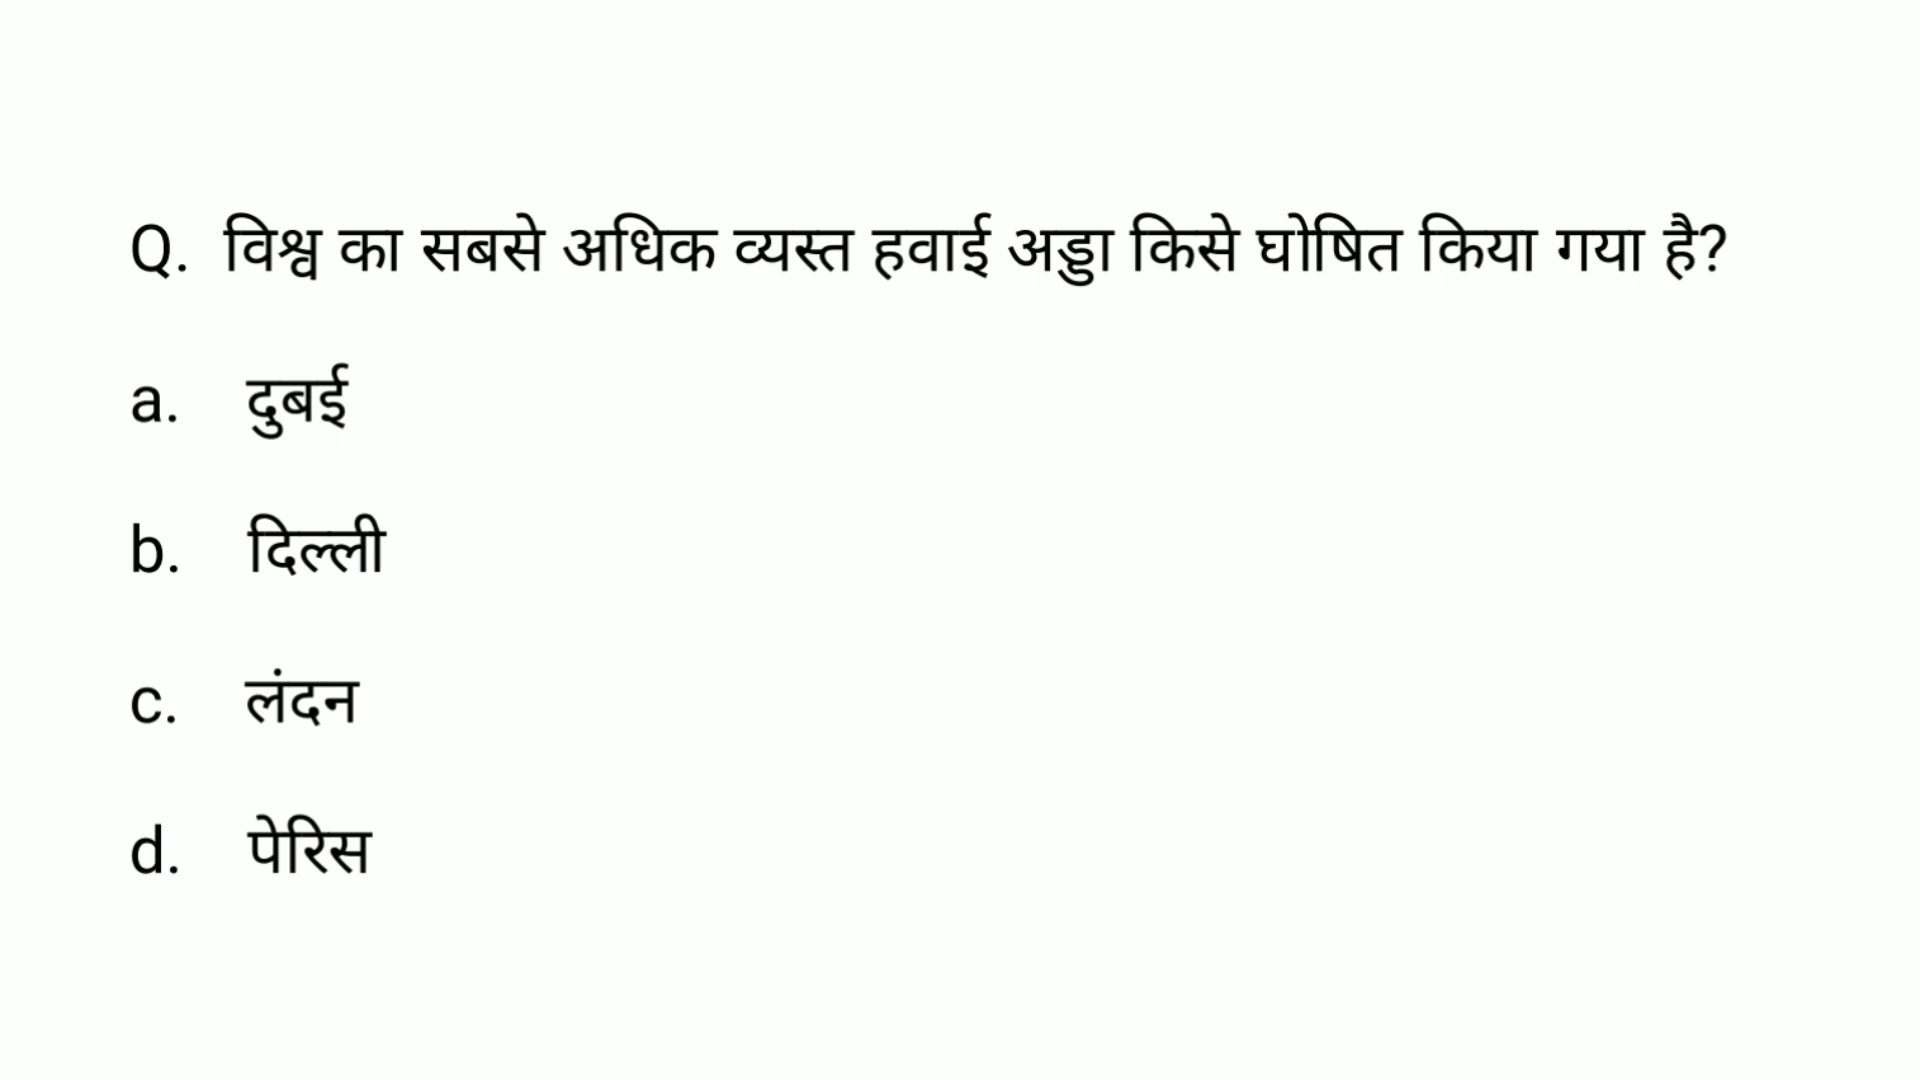 Q. विश्व का सबसे अधिक व्यस्त हवाई अड्डा किसे घोषित किया गया है?
a. दुबई
b. दिल्ली
c. लंदन
d. पेरिस